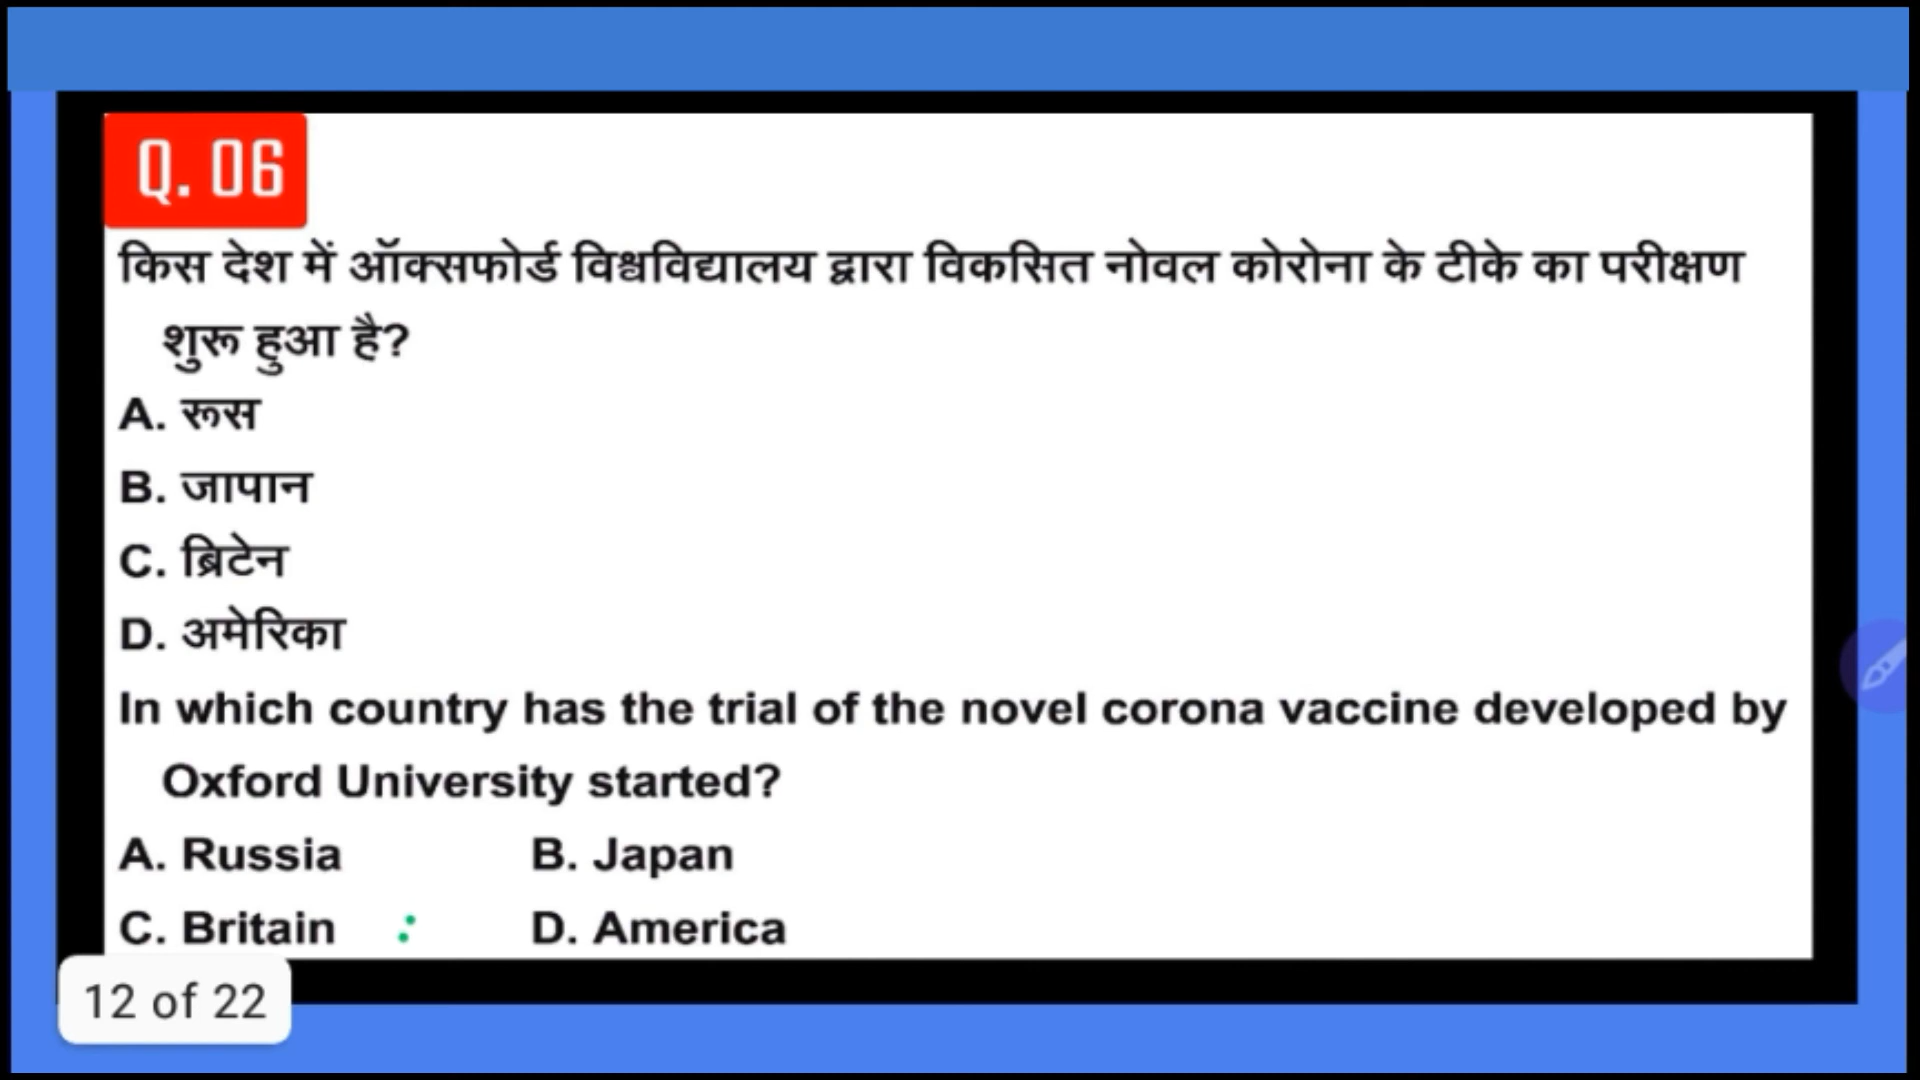 Q. 06
किस देश में ऑक्सफोर्ड विश्वविद्यालय द्वारा विकसित नोवल कोरोना के टीके का परीक्षण
शुरू हुआ है?
A. रूस
B. जापान
C. ब्रिटेन
D. अमेरिका
In which country has the trial of the novel corona vaccine developed by
Oxford University started?
A. Russia B. Japan
C. Britain D. America
12 of 22